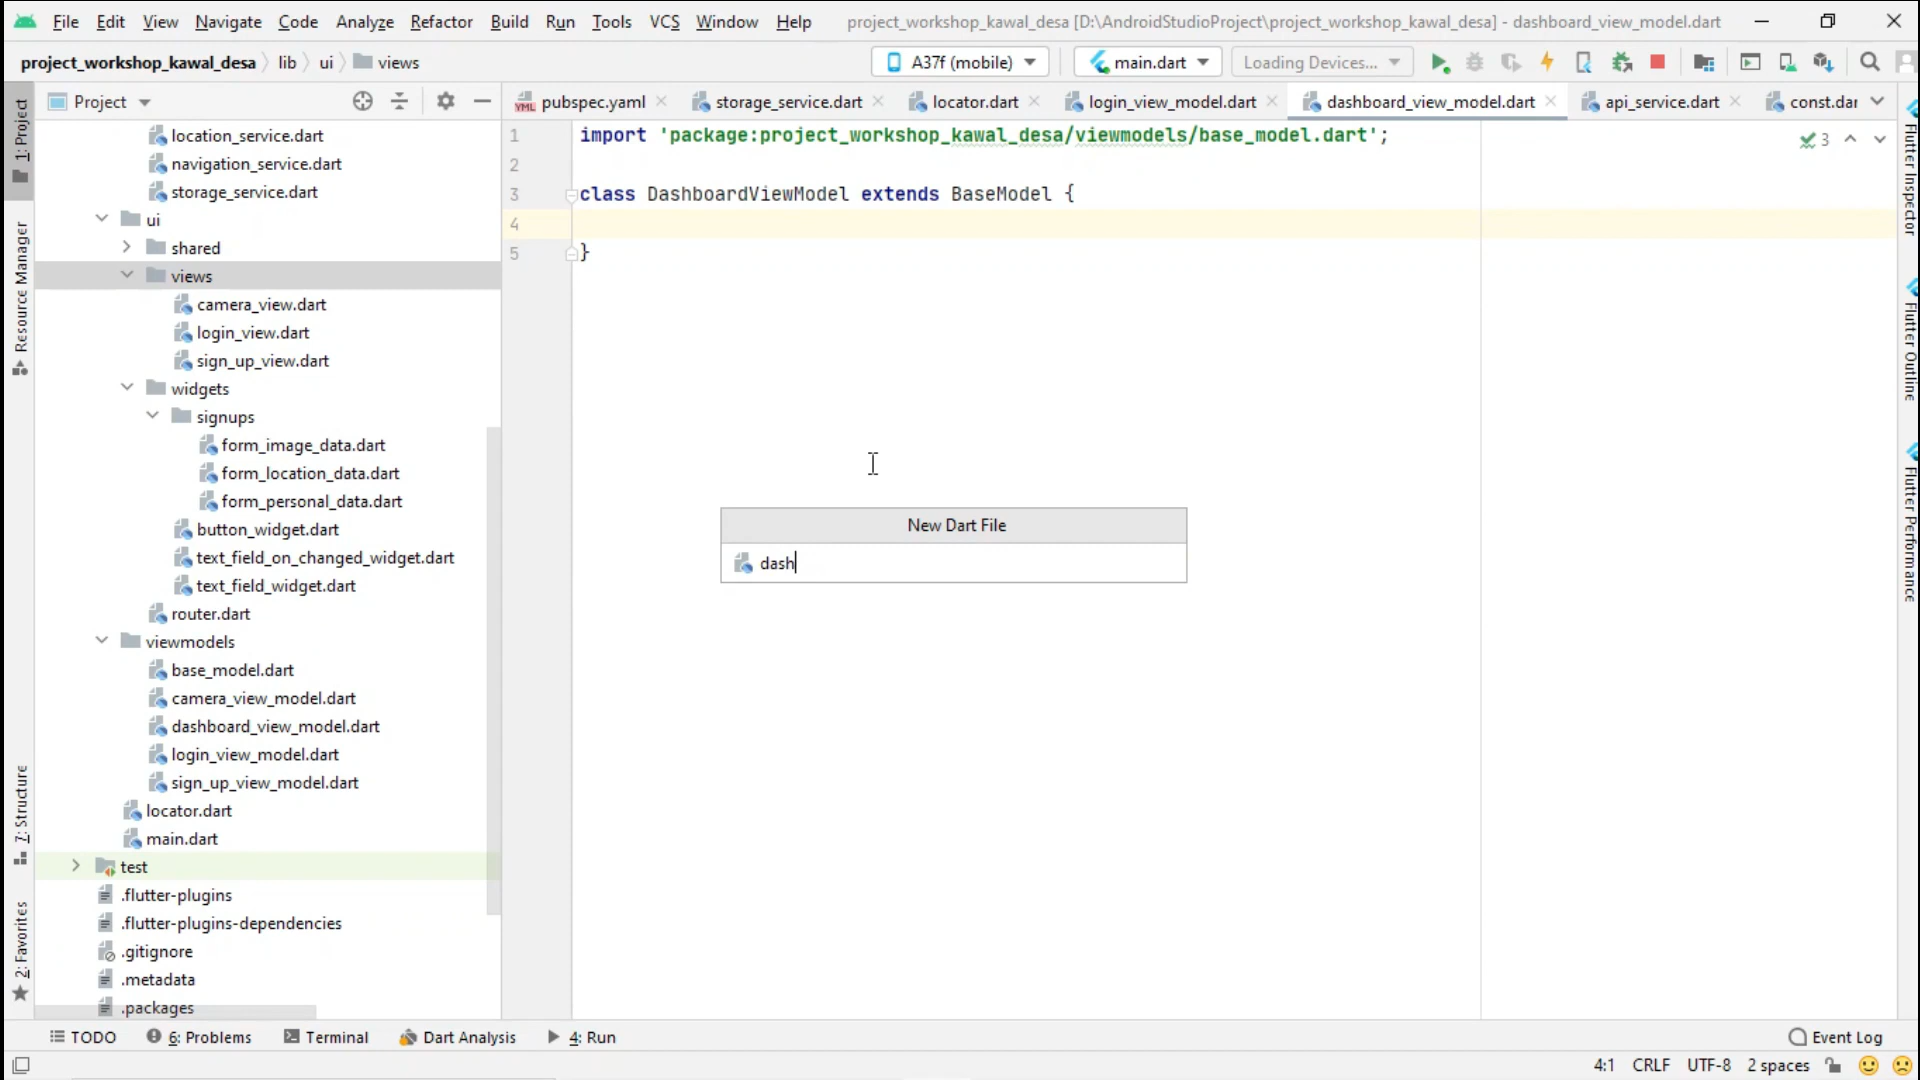 File Edit View Navigate Code Analyze Refactor Build Run Tools VCS Window Help project_workshop_kawal_desa [D:\AndroidStudioProject\project_workshop_kawal_desa] - dashboard_view_model.dart
project_workshop_kawal_desa lib ui views A37f (mobile) main.dart Loading Devices...
Project pubspec.yaml storage_service.dart locator.dart login_view_model.dart dashboard_view_model.dart api_service.dart const.dar
location_service.dart
navigation_service.dart
storage_service.dart
ui
shared
views
camera_view.dart
login_view.dart
sign_up_view.dart
widgets
signups
form_image_data.dart
form_location_data.dart
form_personal_data.dart
button_widget.dart
text_field_on_changed_widget.dart
text_field_widget.dart
router.dart
viewmodels
base_model.dart
camera_view_model.dart
dashboard_view_model.dart
login_view_model.dart
sign_up_view_model.dart
locator.dart
main.dart
test
.flutter-plugins
.flutter-plugins-dependencies
.gitignore
.metadata
.packages
1 import 'package:project_workshop_kawal_desa/viewmodels/base_model.dart';
2
3 class DashboardViewModel extends BaseModel {
4
5 }
3
New Dart File
dash
1: Project
Resource Manager
7: Structure
2: Favorites
Flutter Inspector
Flutter Outline
Flutter Performance
TODO 6: Problems Terminal Dart Analysis 4: Run Event Log
4:1 CRLF UTF-8 2 spaces